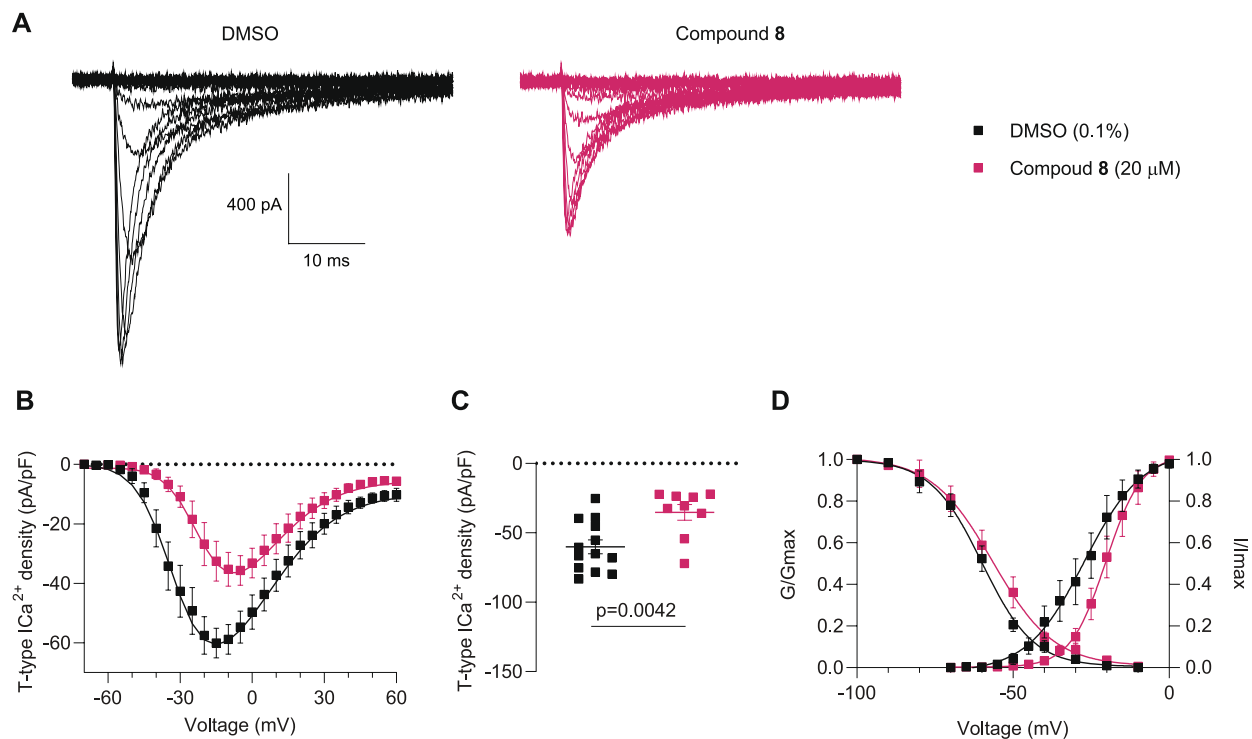 A
DMSO
Compound 8
400 pA
10 ms
DMSO (0.1%)
Compoud 8 (20 μM)
B
T-type ICa2+ density (pA/pF)
0
-20
-40
-60
-60
-30
0
30
60
Voltage (mV)
C
T-type ICa2+ density (pA/pF)
0
-50
-100
-150
p=0.0042
D
G/Gmax
1.0
0.8
0.6
0.4
0.2
0.0
1.0
0.8
0.6
0.4
0.2
0.0
I/Imax
-100
-50
0
Voltage (mV)